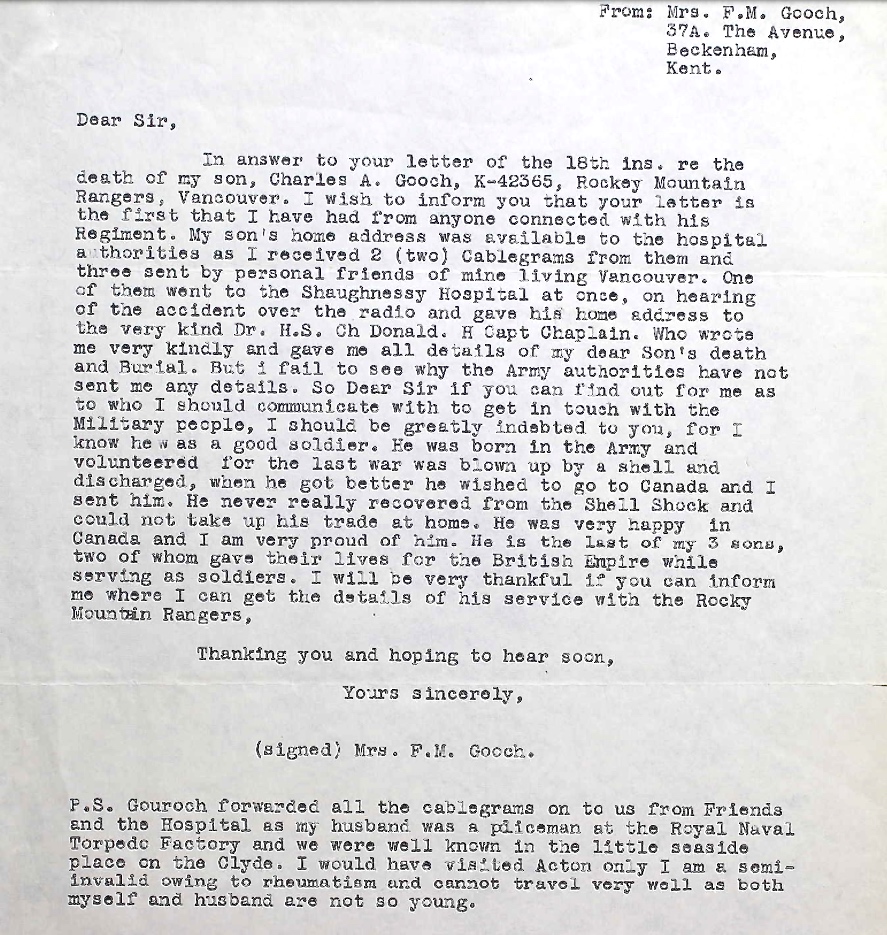 From: Mrs. F.M. Gooch,
37A. The Avenue,
Beckenham,
Kent.
Dear Sir,
In answer to your letter of the 18th ins. re the
death of my son, Charles A. Gooch, K-42365, Rockey Mountain
Rangers, Vancouver. I wish to inform you that your letter is
the first that I have had from anyone connected with his
Regiment. My son's home address was available to the hospital
a thorities as I received 2 (two) Cablegrams from them and
three sent by personal friends of mine living Vancouver. One
of them went to the Shaughnessy Hospital at once, on hearing
of the accident over the radio and gave his home address to
the very kind Dr. H.S. Ch Donald. H Capt Chaplain. Who wrote
me very kindly and gave me all details of my dear Son's death
and Burial. But i fail to see why the Army authorities have not
sent me any details. So Dear Sir if you can find out for me as
to who I should communicate with to get in touch with the
Military people, I should be greatly indebted to you, for I
know he was a good soldier. He was born in the Army and
volunteered for the last war was blown up by a shell and
discharged, when he got better he wished to go to Canada and I
sent him. He never really recovered from the Shell Shock and
could not take up his trade at home. He was very happy in
Canada and I am very proud of him. He is the last of my 3 sons,
two of whom gave their lives for the British Empire while
serving as soldiers. I will be very thankful if you can inform
me where I can get the details of his service with the Rocky
Mountain Rangers,
Thanking you and hoping to hear soon,
Yours sincerely,
(signed) Mrs. F.M. Gooch.
P.S. Gouroch forwarded all the cablegrams on to us from Friends
and the Hospital as my husband was a pliceman at the Royal Naval
Torpedo Factory and we were well known in the little seaside
place on the Clyde. I would have visited Acton only I am a semi-
invalid owing to rheumatism and cannot travel very well as both
myself and husband are not so young.